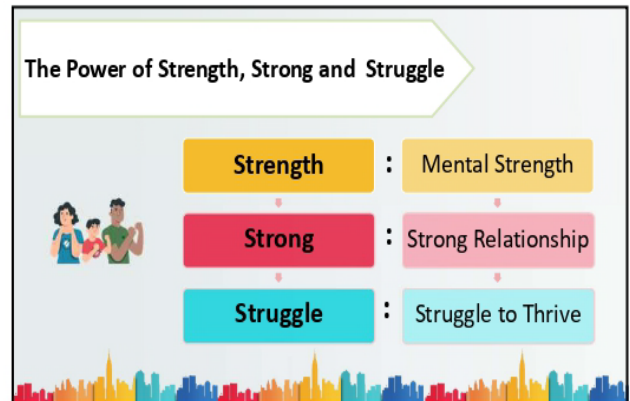 The Power of Strength, Strong and Struggle
Strength : Mental Strength
Strong : Strong Relationship
Struggle : Struggle to Thrive